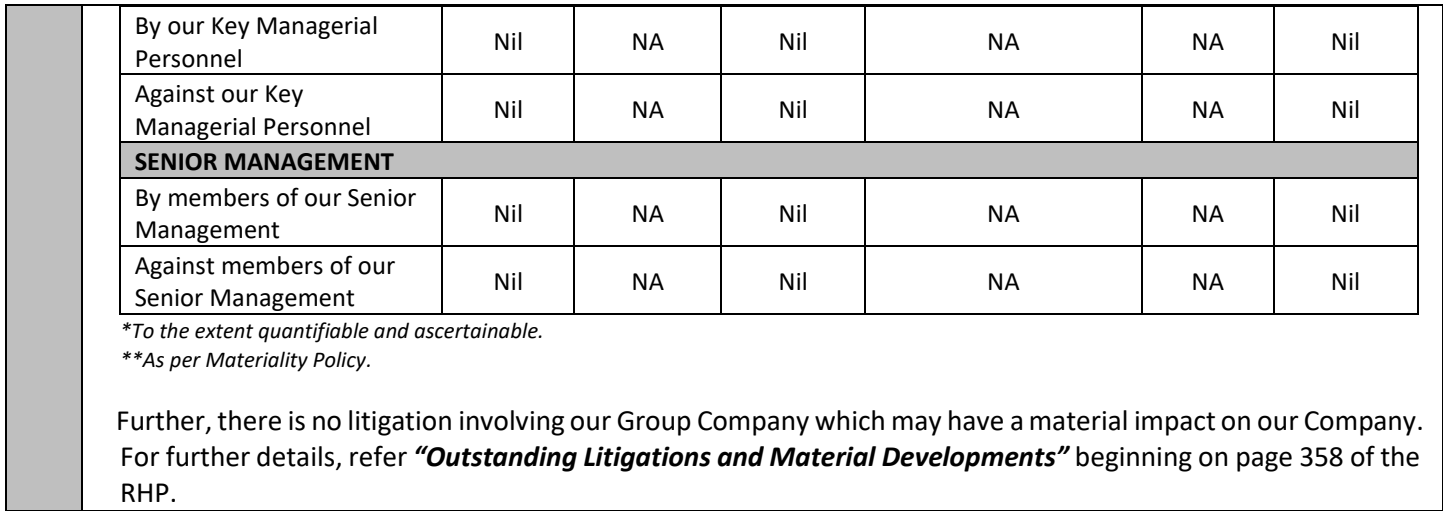 By our Key Managerial
Personnel
Nil NA Nil NA NA Nil
Against our Key
Managerial Personnel
Nil NA Nil NA NA Nil
SENIOR MANAGEMENT
By members of our Senior
Management
Nil NA Nil NA NA Nil
Against members of our
Senior Management
Nil NA Nil NA NA Nil
*To the extent quantifiable and ascertainable.
**As per Materiality Policy.
Further, there is no litigation involving our Group Company which may have a material impact on our Company.
For further details, refer “Outstanding Litigations and Material Developments” beginning on page 358 of the
RHP.